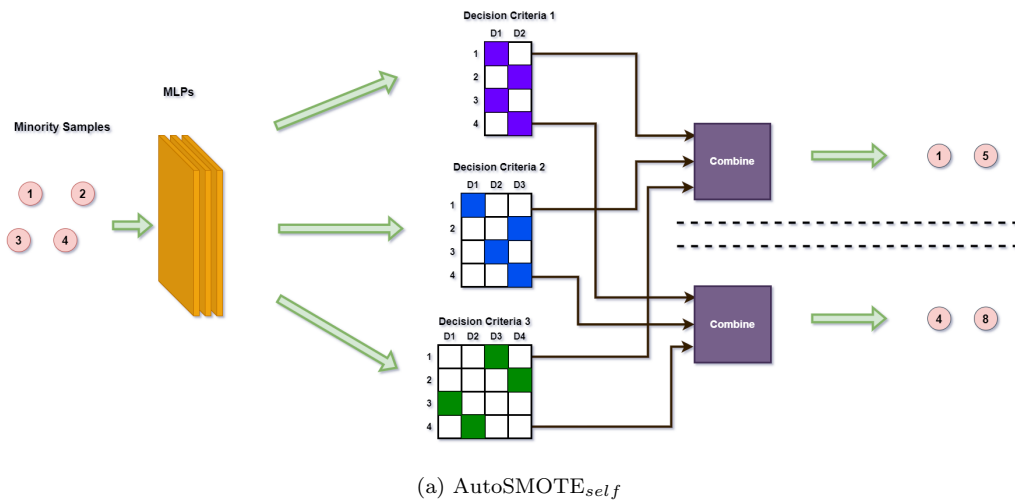 Decision Criteria 1
D1 D2
1
2
3
4
MLPs
Minority Samples
1 2
3 4
Decision Criteria 2
D1 D2 D3
1
2
3
4
Decision Criteria 3
D1 D2 D3 D4
1
2
3
4
Combine
1 5
Combine
4 8
(a) AutoSMOTEself